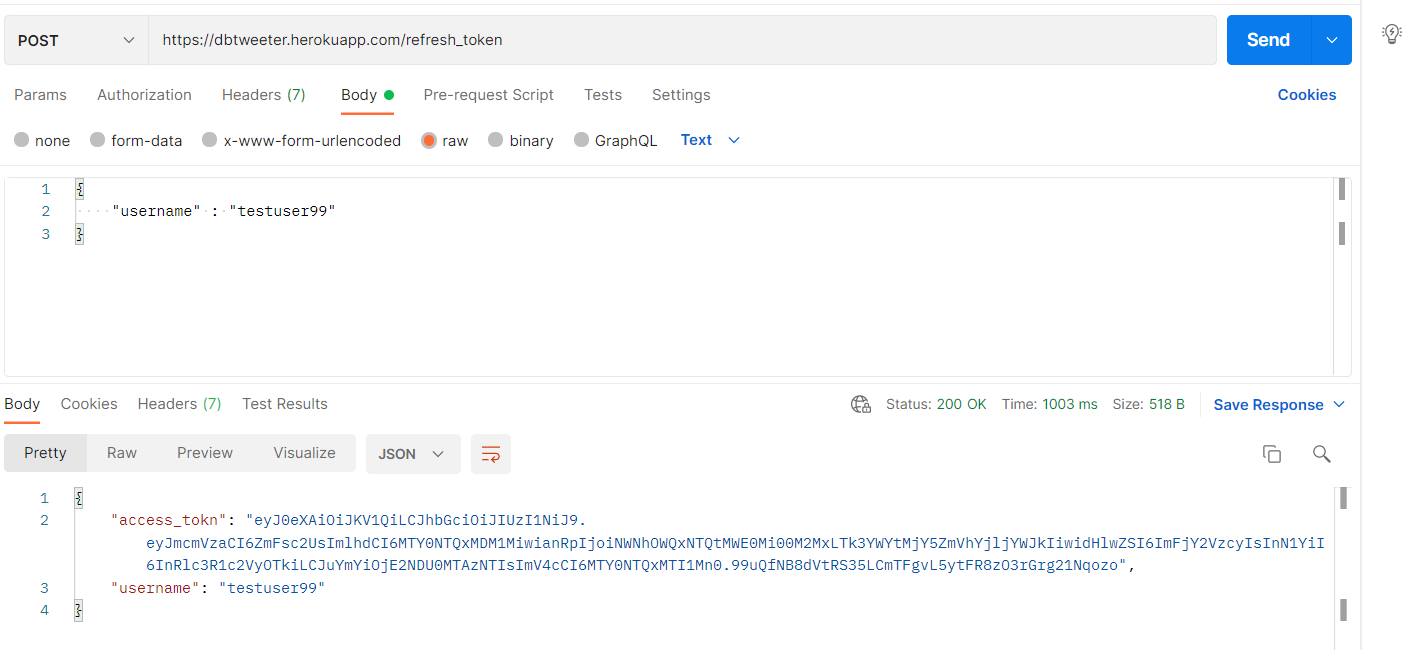 POST https://dbtweeter.herokuapp.com/refresh_token Send
Params Authorization Headers (7) Body Pre-request Script Tests Settings Cookies
none form-data x-www-form-urlencoded raw binary GraphQL Text
1 {
2 "username" : "testuser99"
3 }
Body Cookies Headers (7) Test Results Status: 200 OK Time: 1003 ms Size: 518 B Save Response
Pretty Raw Preview Visualize JSON
1 {
2 "access_tokn": "eyJ0eXAiOiJKV1QiLCJhbGciOiJIUzI1NiJ9.
eyJmcmVzaCI6ZmFsc2UsImlhdCI6MTY0NTQxMDM1MiwianRpIjoiNWNhOWQxNTQtMWE0Mi00M2MxLTk3YWYtMjY5ZmVhYjljYWJkIiwidHlwZSI6ImFjY2VzcyIsInN1YiI
6InRlc3R1c2VyOTkiLCJuYmYiOjE2NDU0MTAzNTIsImV4cCI6MTY0NTQxMTI1Mn0.99uQfNB8dVtRS35LCmTFgvL5ytFR8zO3rGrg21Nqozo",
3 "username": "testuser99"
4 }